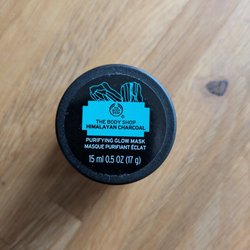 THE BODY SHOP
HIMALAYAN CHARCOAL
PURIFYING GLOW MASK
MASQUE PURIFIANT ÉCLAT
15 ml 0.5 OZ (17 g)